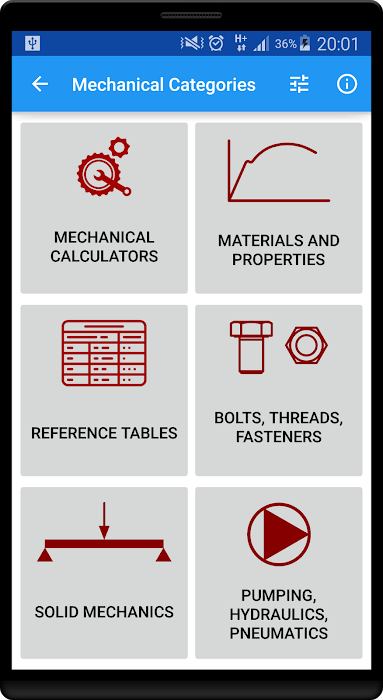 H+ 36% 20:01
Mechanical Categories
MECHANICAL
CALCULATORS
MATERIALS AND
PROPERTIES
REFERENCE TABLES
BOLTS, THREADS,
FASTENERS
SOLID MECHANICS
PUMPING,
HYDRAULICS,
PNEUMATICS